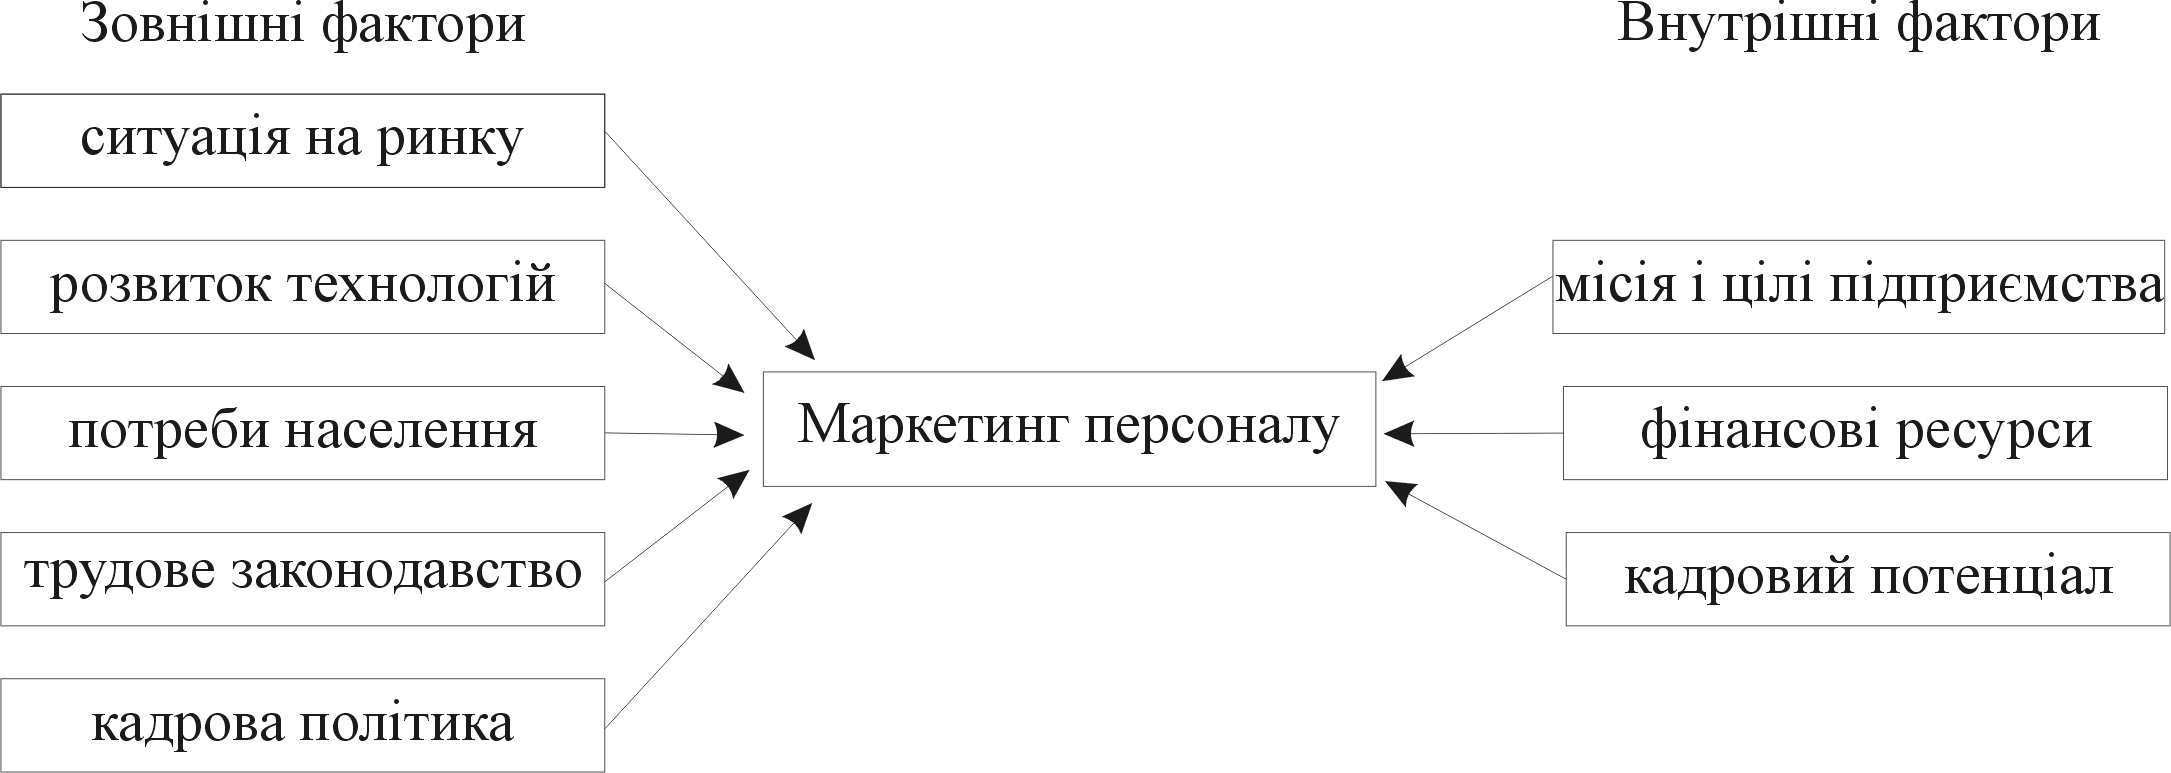 Зовнішні фактори
ситуація на ринку
розвиток технологій
потреби населення
трудове законодавство
кадрова політика
Маркетинг персоналу
Внутрішні фактори
місія і цілі підприємства
фінансові ресурси
кадровий потенціал